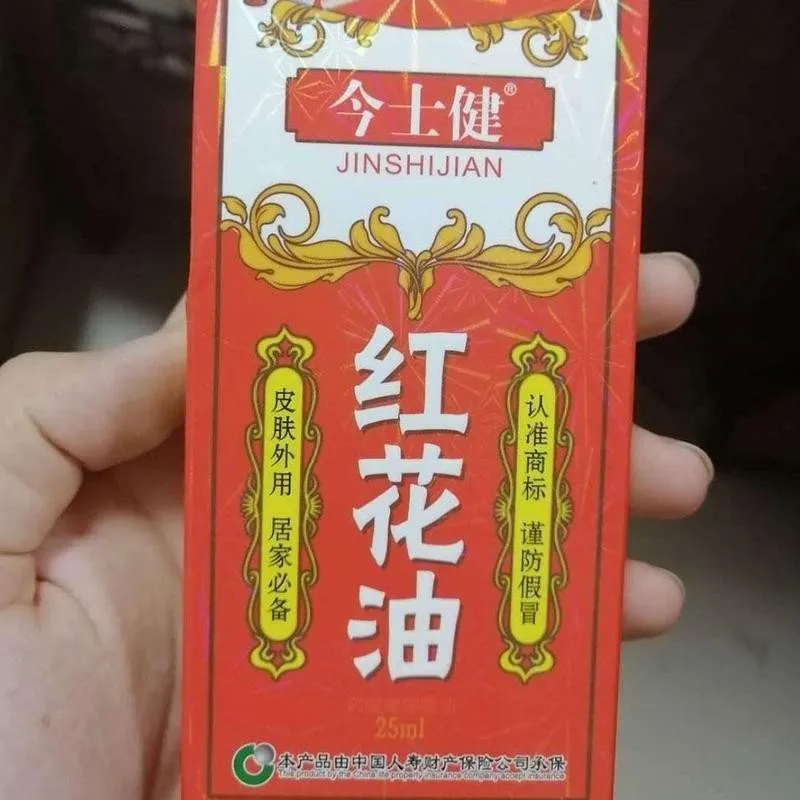 今士健®
JINSHIJIAN
红花油
皮肤外用 居家必备
认准商标 谨防假冒
25ml
本产品由中国人寿财产保险公司承保
This product by the China life property insurance company accept insurance